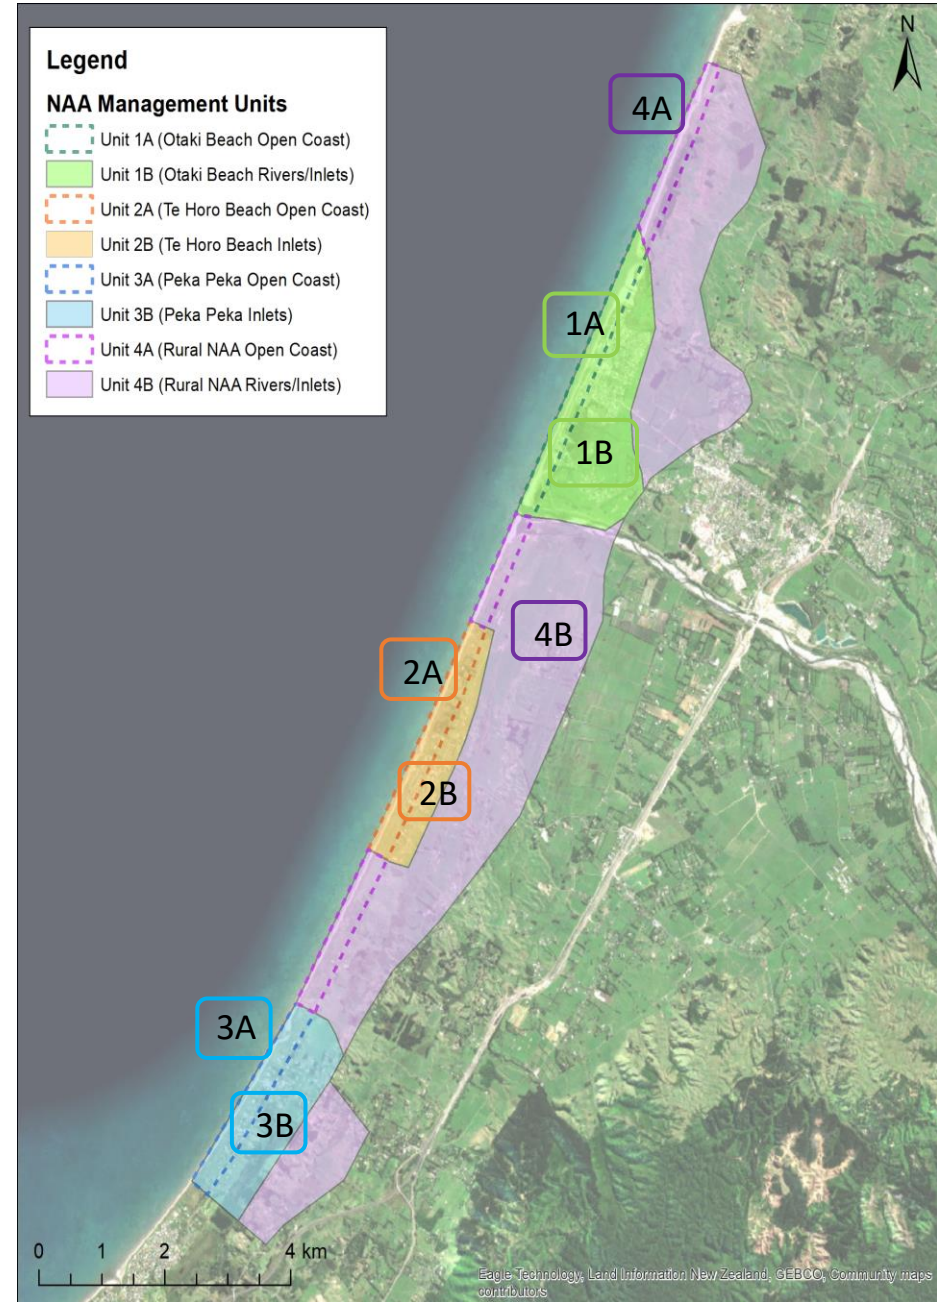 Legend
NAA Management Units
Unit 1A (Otaki Beach Open Coast)
Unit 1B (Otaki Beach Rivers/Inlets)
Unit 2A (Te Horo Beach Open Coast)
Unit 2B (Te Horo Beach Inlets)
Unit 3A (Peka Peka Open Coast)
Unit 3B (Peka Peka Inlets)
Unit 4A (Rural NAA Open Coast)
Unit 4B (Rural NAA Rivers/Inlets)
N
4A
1A
1B
4B
2A
2B
3A
3B
0 1 2 4 km
Eagle Technology, Land Information New Zealand, GEBCO, Community maps
contributors